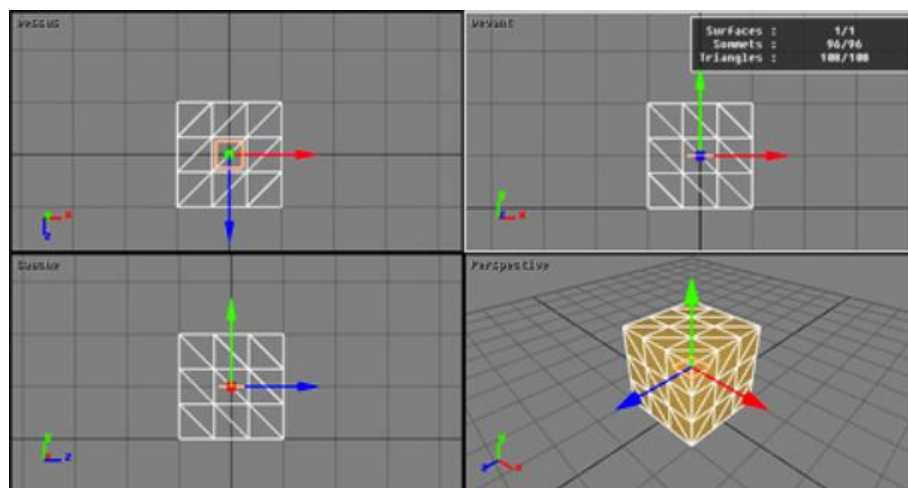 Dessus
Devant
Surfaces : 1/1
Sommets : 96/96
Triangles : 108/108
x
z
y
x
Gauche
Perspective
y
z
y
z
x